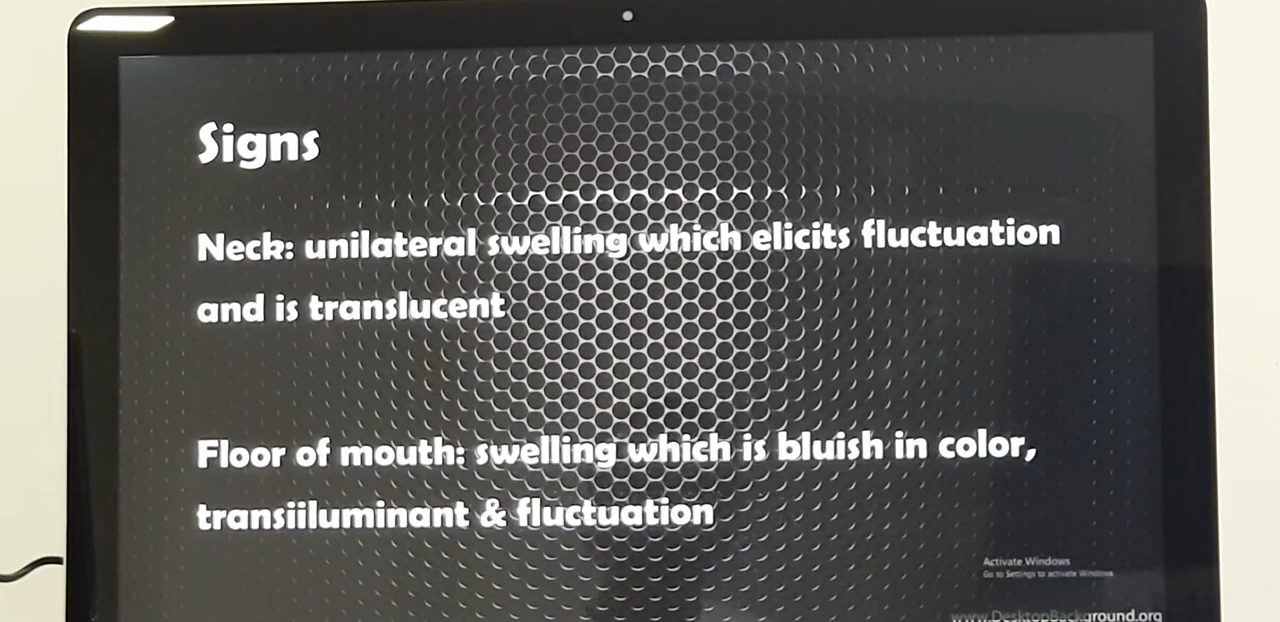 Signs
Neck: unilateral swelling which elicits fluctuation
and is translucent
Floor of mouth: swelling which is bluish in color,
transiiluminant & fluctuation
Activate Windows
Go to Settings to activate Windows.
www.DesktopBackground.org